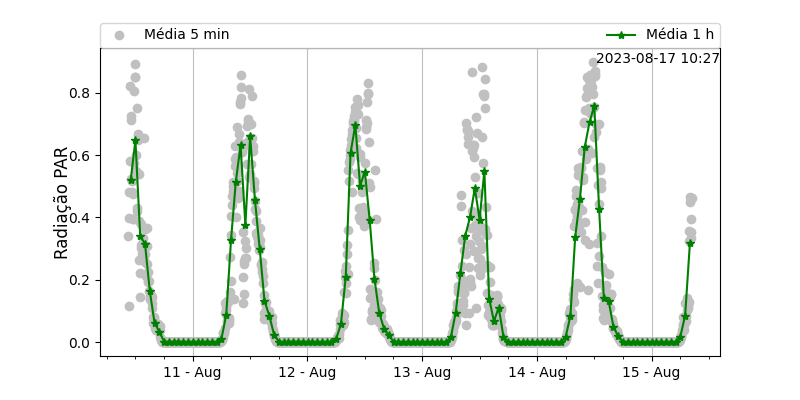 Média 5 min
Média 1 h
2023-08-17 10:27
Radiação PAR
0.8
0.6
0.4
0.2
0.0
11 - Aug
12 - Aug
13 - Aug
14 - Aug
15 - Aug